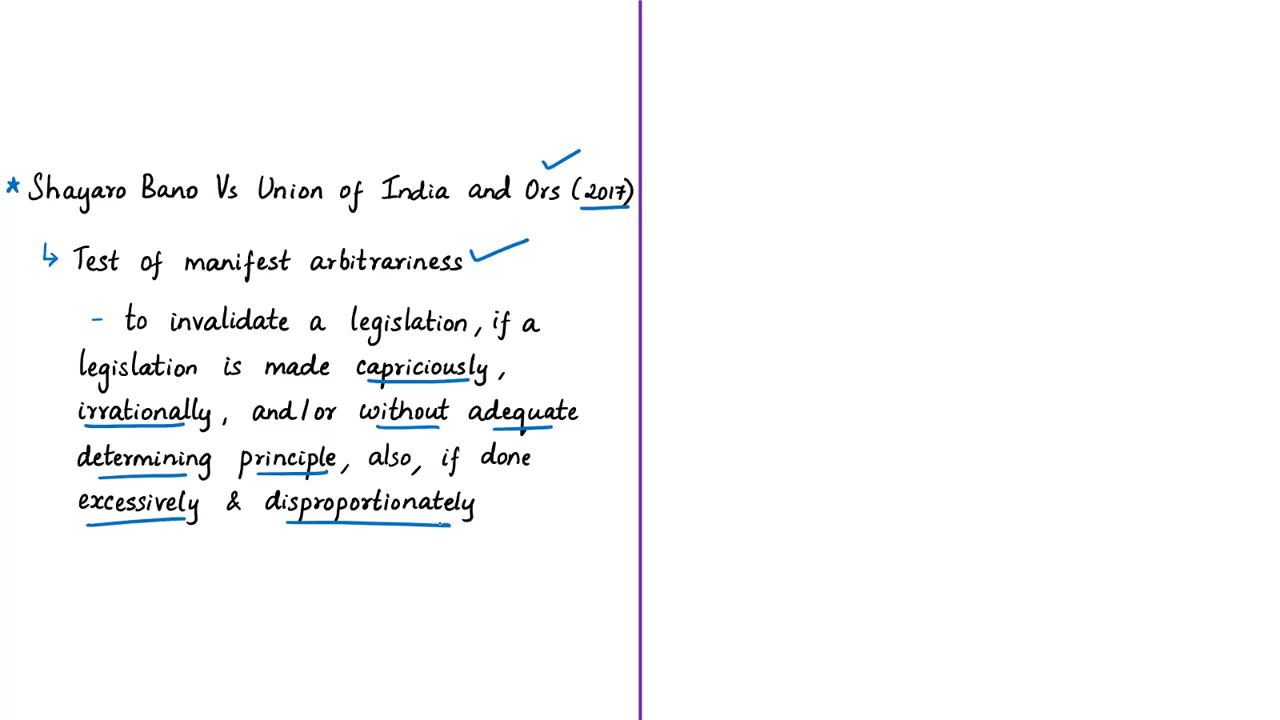 * Shayaro Bano Vs Union of India and Ors (2017)
↳ Test of manifest arbitrariness
- to invalidate a legislation, if a
legislation is made capriciously,
irrationally, and/or without adequate
determining principle, also, if done
excessively & disproportionately